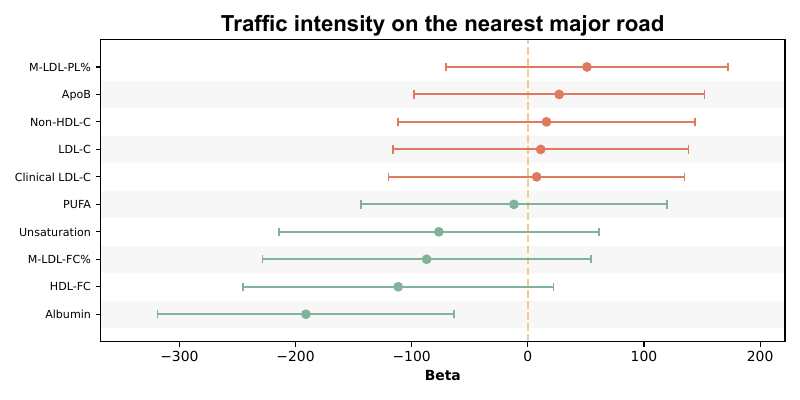 Traffic intensity on the nearest major road
M-LDL-PL%
ApoB
Non-HDL-C
LDL-C
Clinical LDL-C
PUFA
Unsaturation
M-LDL-FC%
HDL-FC
Albumin
−300 −200 −100 0 100 200
Beta